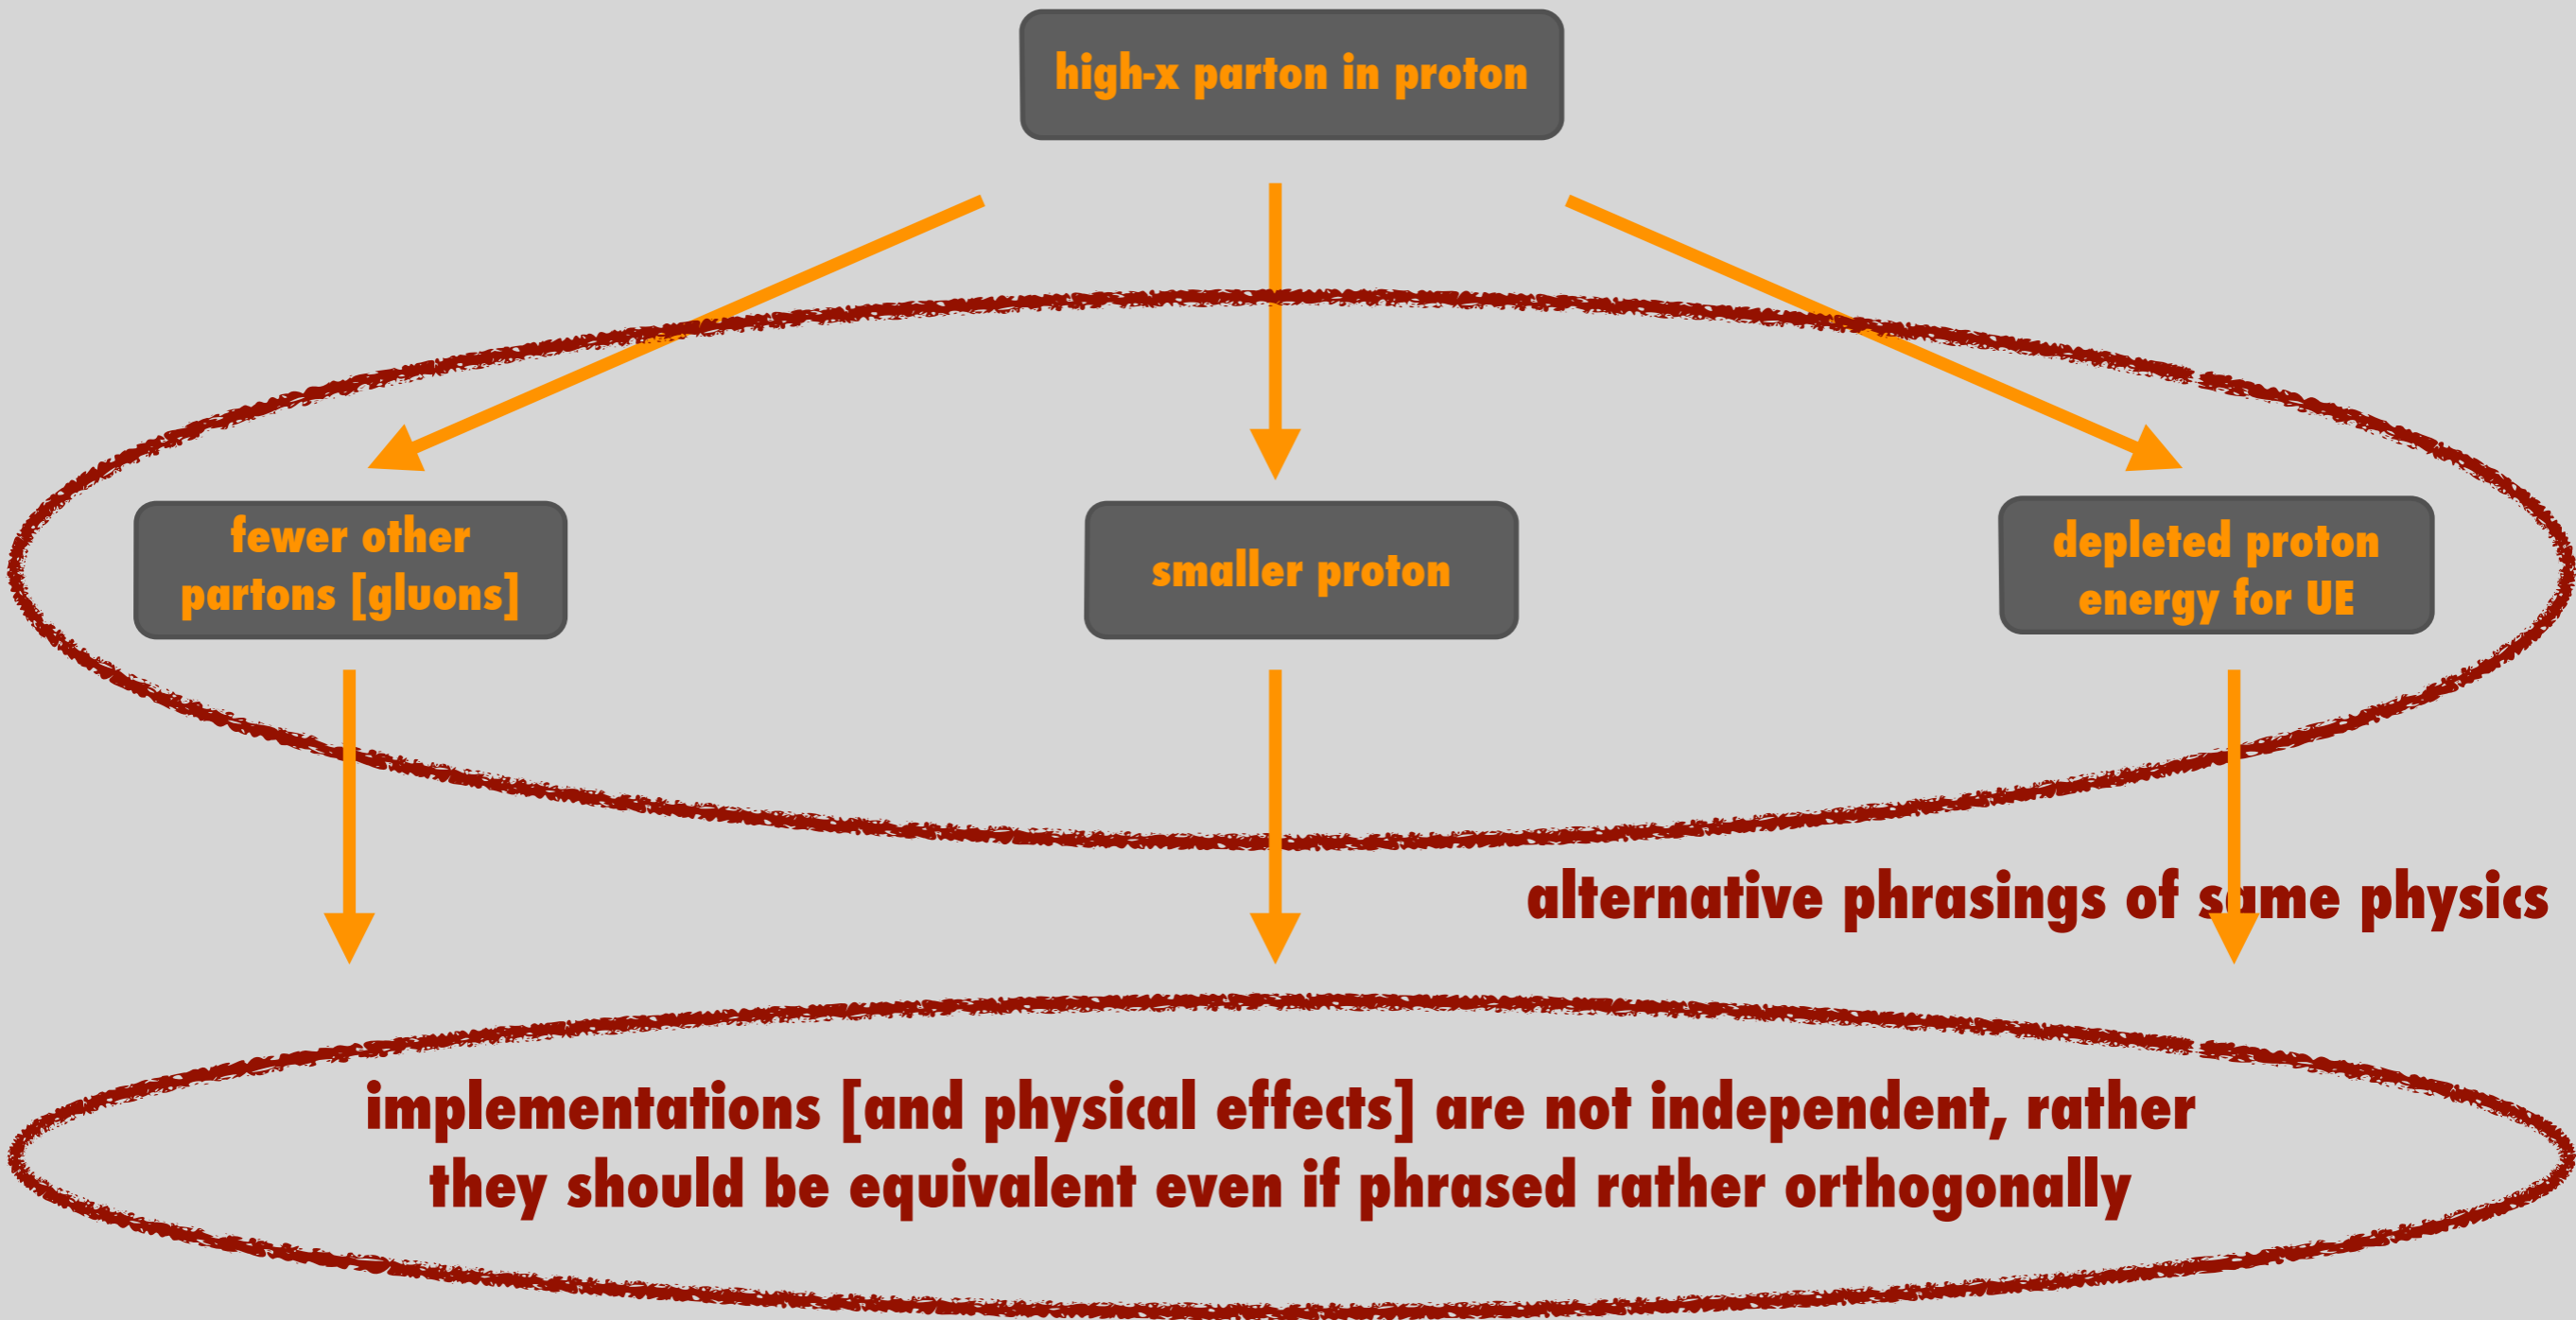 high-x parton in proton
fewer other
partons [gluons]
smaller proton
depleted proton
energy for UE
alternative phrasings of same physics
implementations [and physical effects] are not independent, rather
they should be equivalent even if phrased rather orthogonally